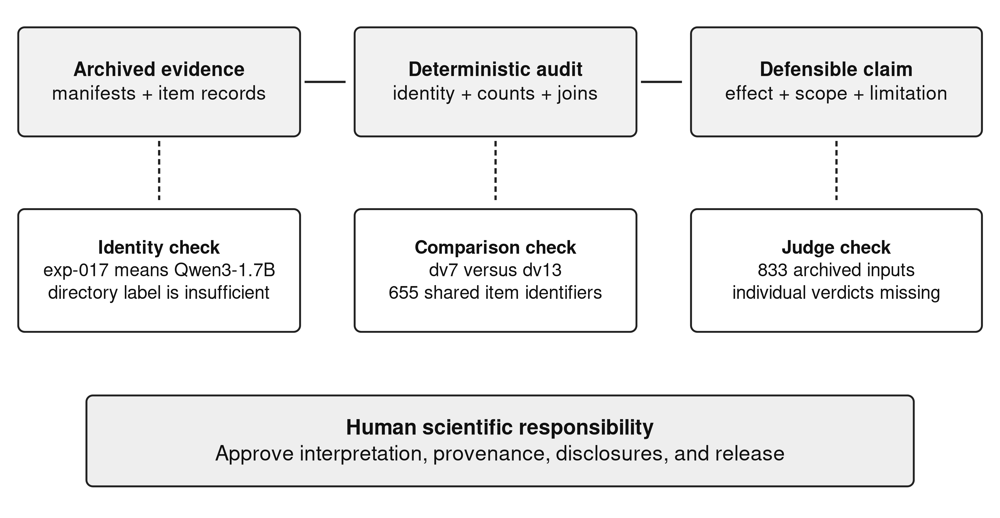 Archived evidence
manifests + item records
Deterministic audit
identity + counts + joins
Defensible claim
effect + scope + limitation
Identity check
exp-017 means Qwen3-1.7B
directory label is insufficient
Comparison check
dv7 versus dv13
655 shared item identifiers
Judge check
833 archived inputs
individual verdicts missing
Human scientific responsibility
Approve interpretation, provenance, disclosures, and release